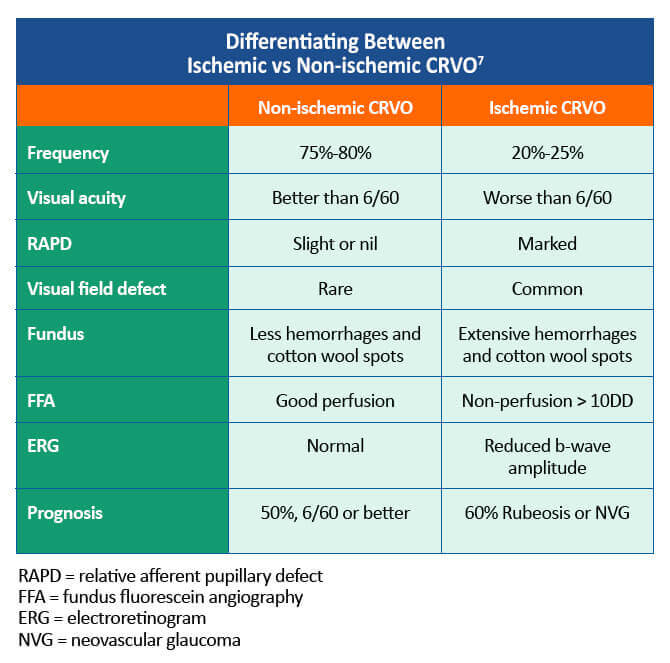 Differentiating Between
Ischemic vs Non-ischemic CRVO7
Non-ischemic CRVO Ischemic CRVO
Frequency 75%-80% 20%-25%
Visual acuity Better than 6/60 Worse than 6/60
RAPD Slight or nil Marked
Visual field defect Rare Common
Fundus Less hemorrhages and Extensive hemorrhages
cotton wool spots and cotton wool spots
FFA Good perfusion Non-perfusion > 10DD
ERG Normal Reduced b-wave
amplitude
Prognosis 50%, 6/60 or better 60% Rubeosis or NVG
RAPD = relative afferent pupillary defect
FFA = fundus fluorescein angiography
ERG = electroretinogram
NVG = neovascular glaucoma